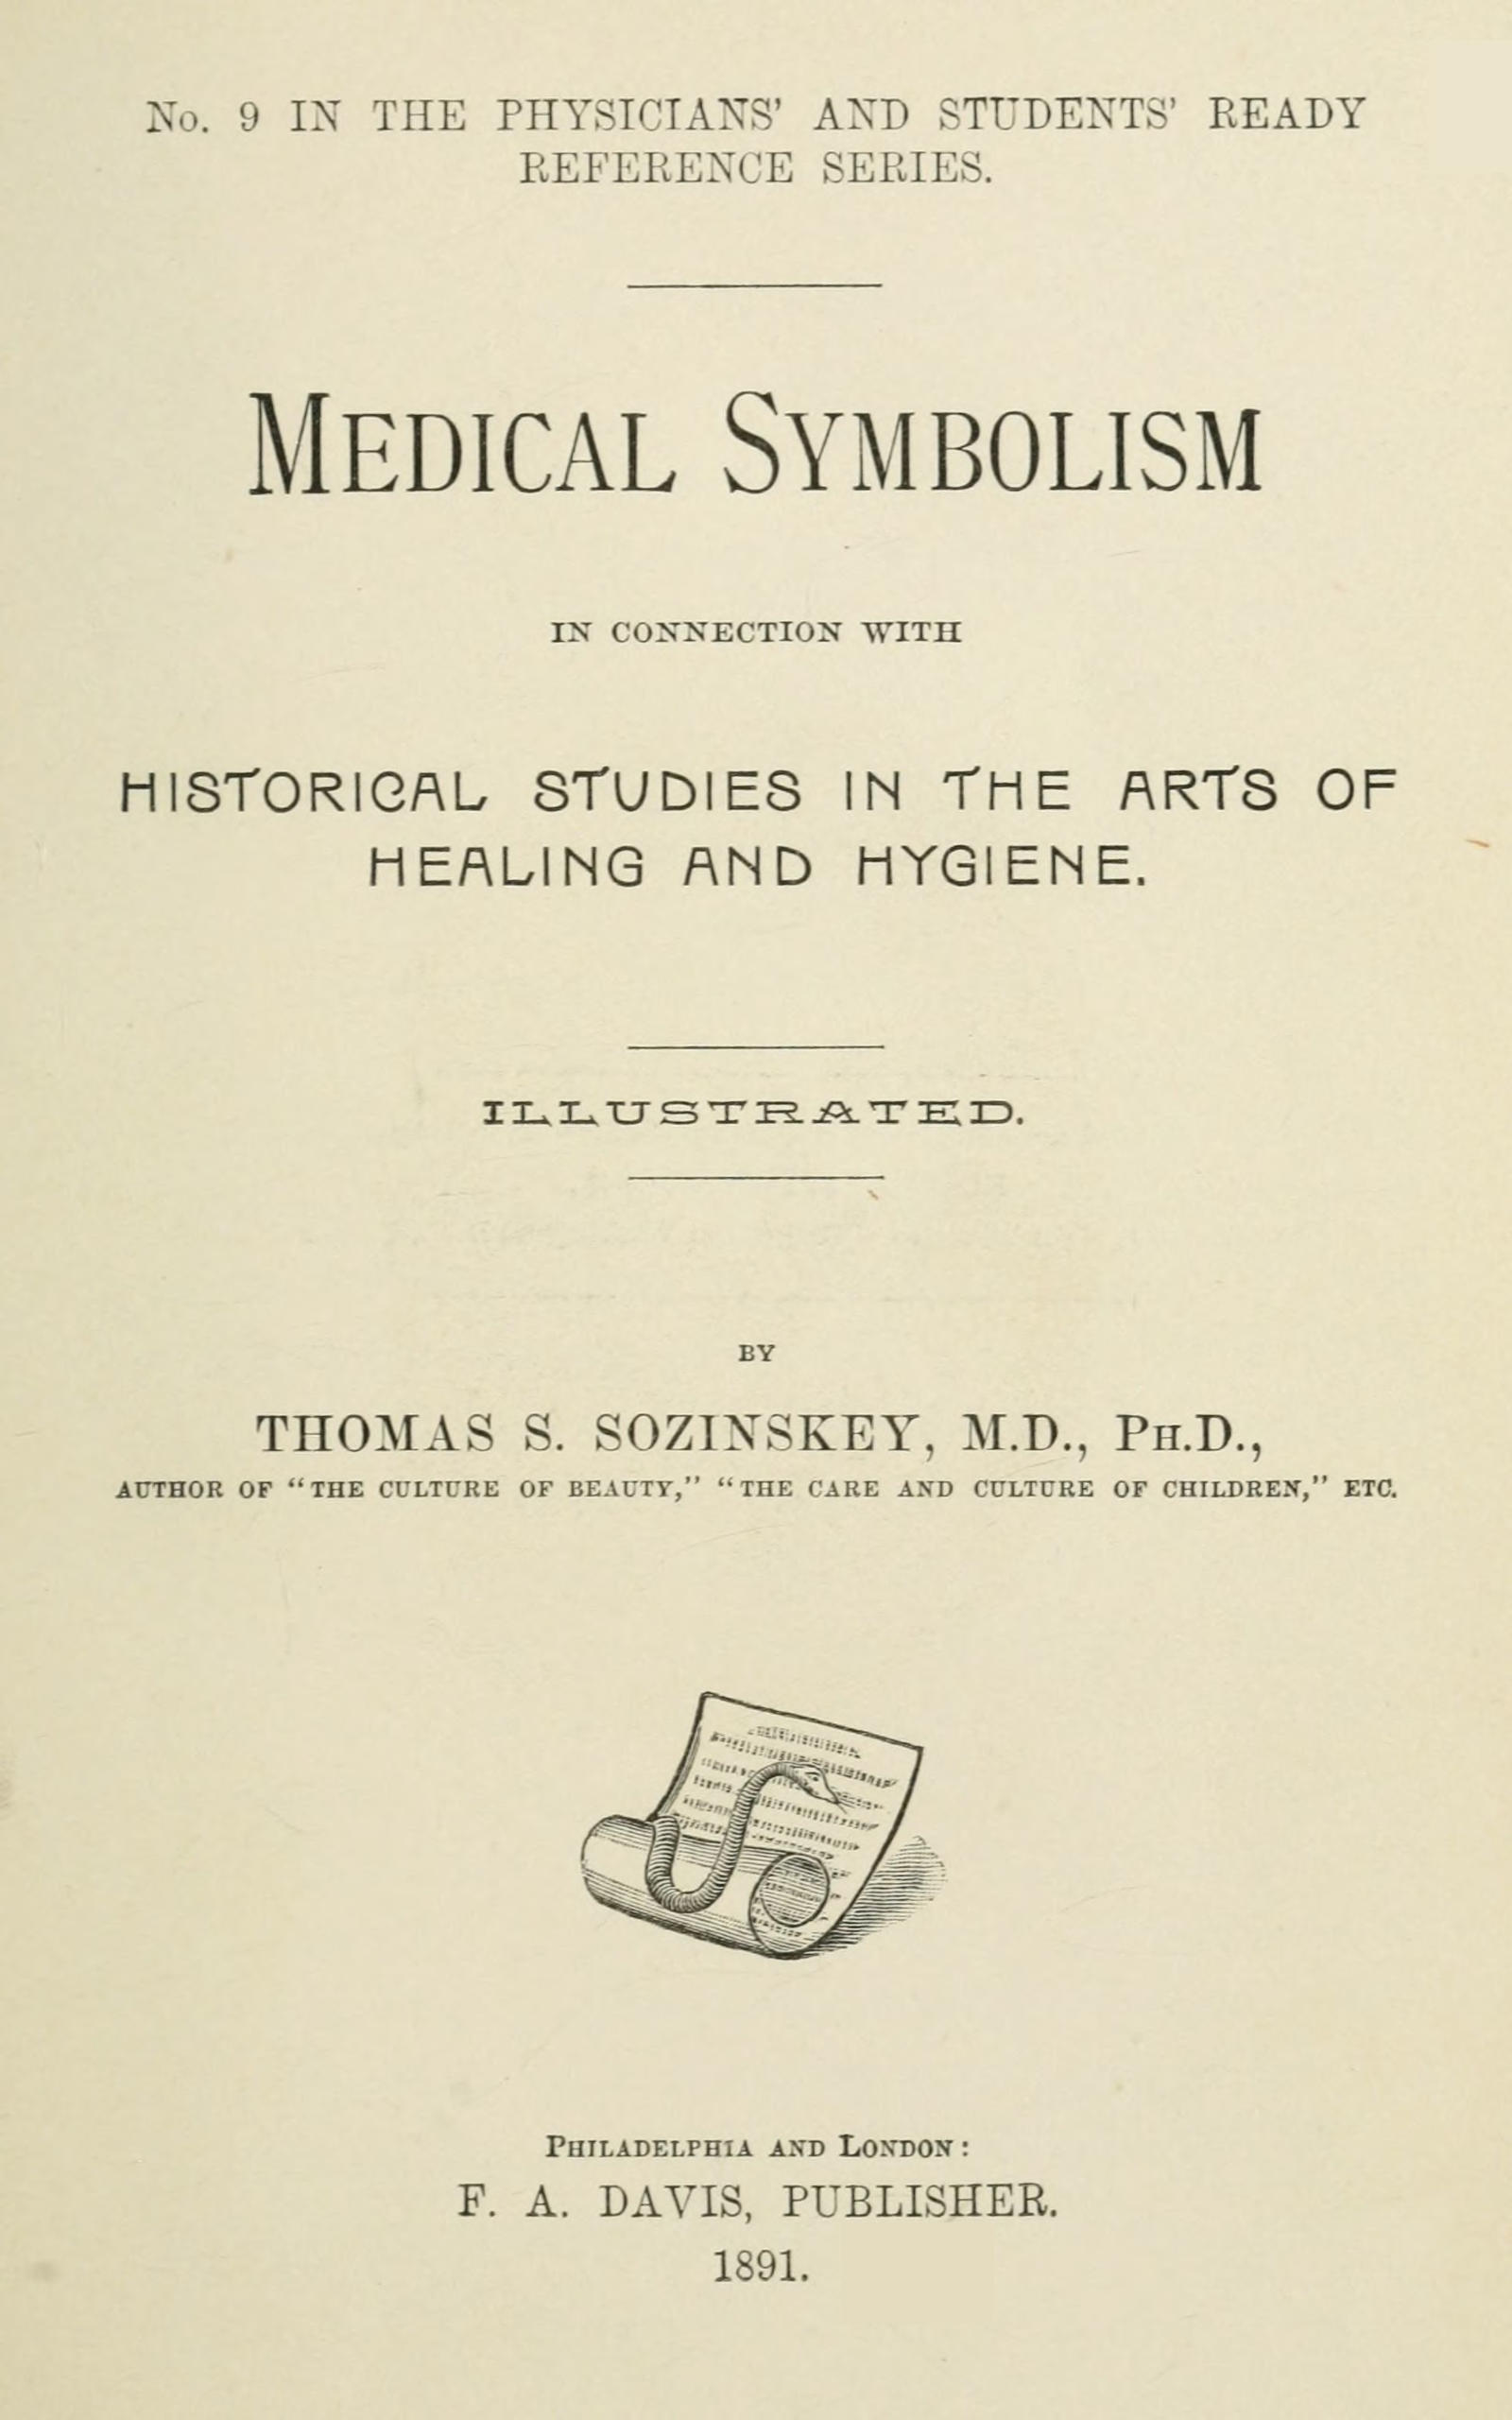 No. 9 IN THE PHYSICIANS' AND STUDENTS' READY
REFERENCE SERIES.
MEDICAL SYMBOLISM
IN CONNECTION WITH
HISTORICAL STUDIES IN THE ARTS OF
HEALING AND HYGIENE.
ILLUSTRATED.
BY
THOMAS S. SOZINSKEY, M.D., PH.D.,
AUTHOR OF “THE CULTURE OF BEAUTY,” “THE CARE AND CULTURE OF CHILDREN,” ETC.
PHILADELPHIA AND LONDON:
F. A. DAVIS, PUBLISHER.
1891.